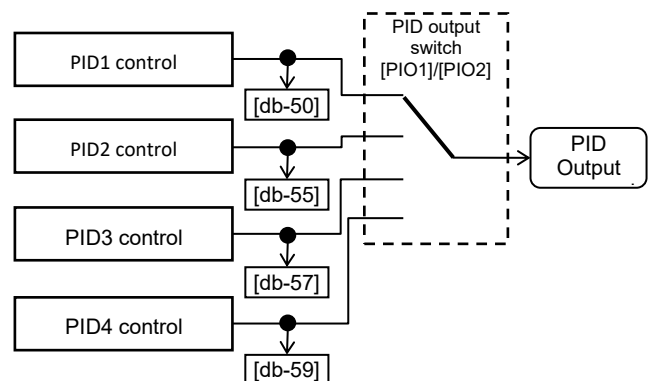 PID1 control
[db-50]
PID2 control
[db-55]
PID3 control
[db-57]
PID4 control
[db-59]
PID output
switch
[PIO1]/[PIO2]
PID
Output